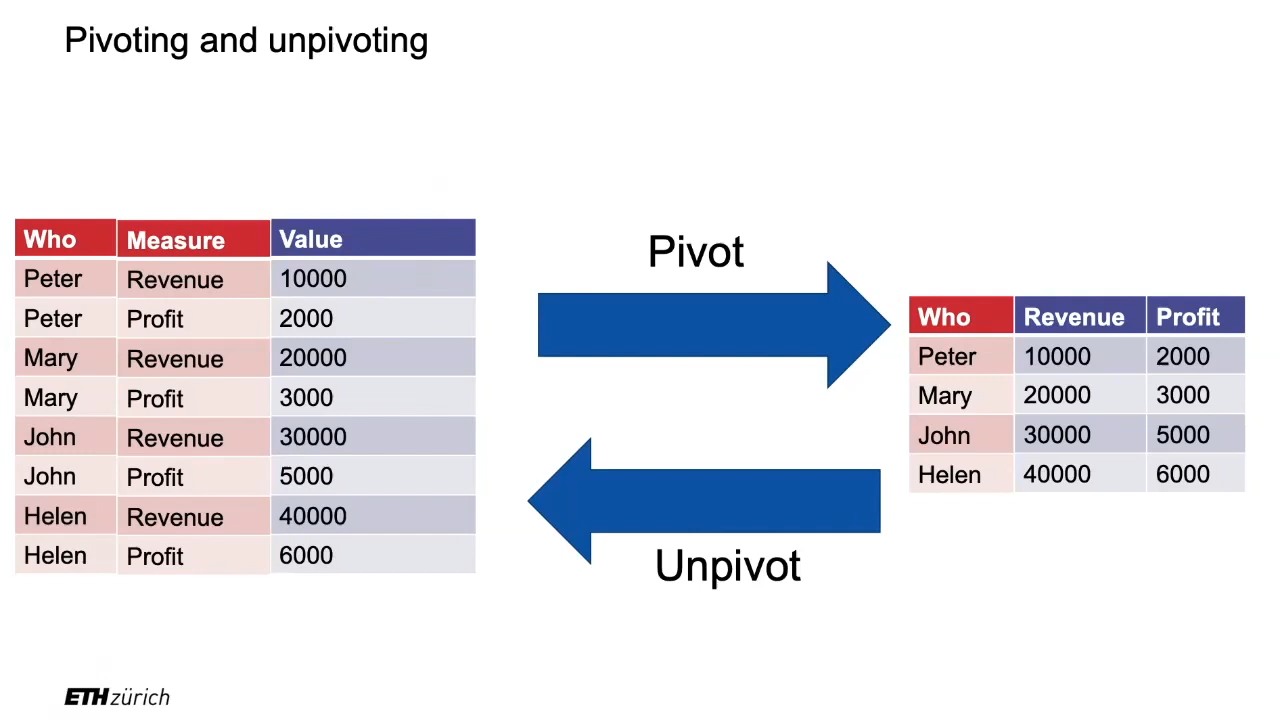 Pivoting and unpivoting
Who Measure Value
Peter Revenue 10000
Peter Profit 2000
Mary Revenue 20000
Mary Profit 3000
John Revenue 30000
John Profit 5000
Helen Revenue 40000
Helen Profit 6000
Pivot
Unpivot
Who Revenue Profit
Peter 10000 2000
Mary 20000 3000
John 30000 5000
Helen 40000 6000
ETH zürich